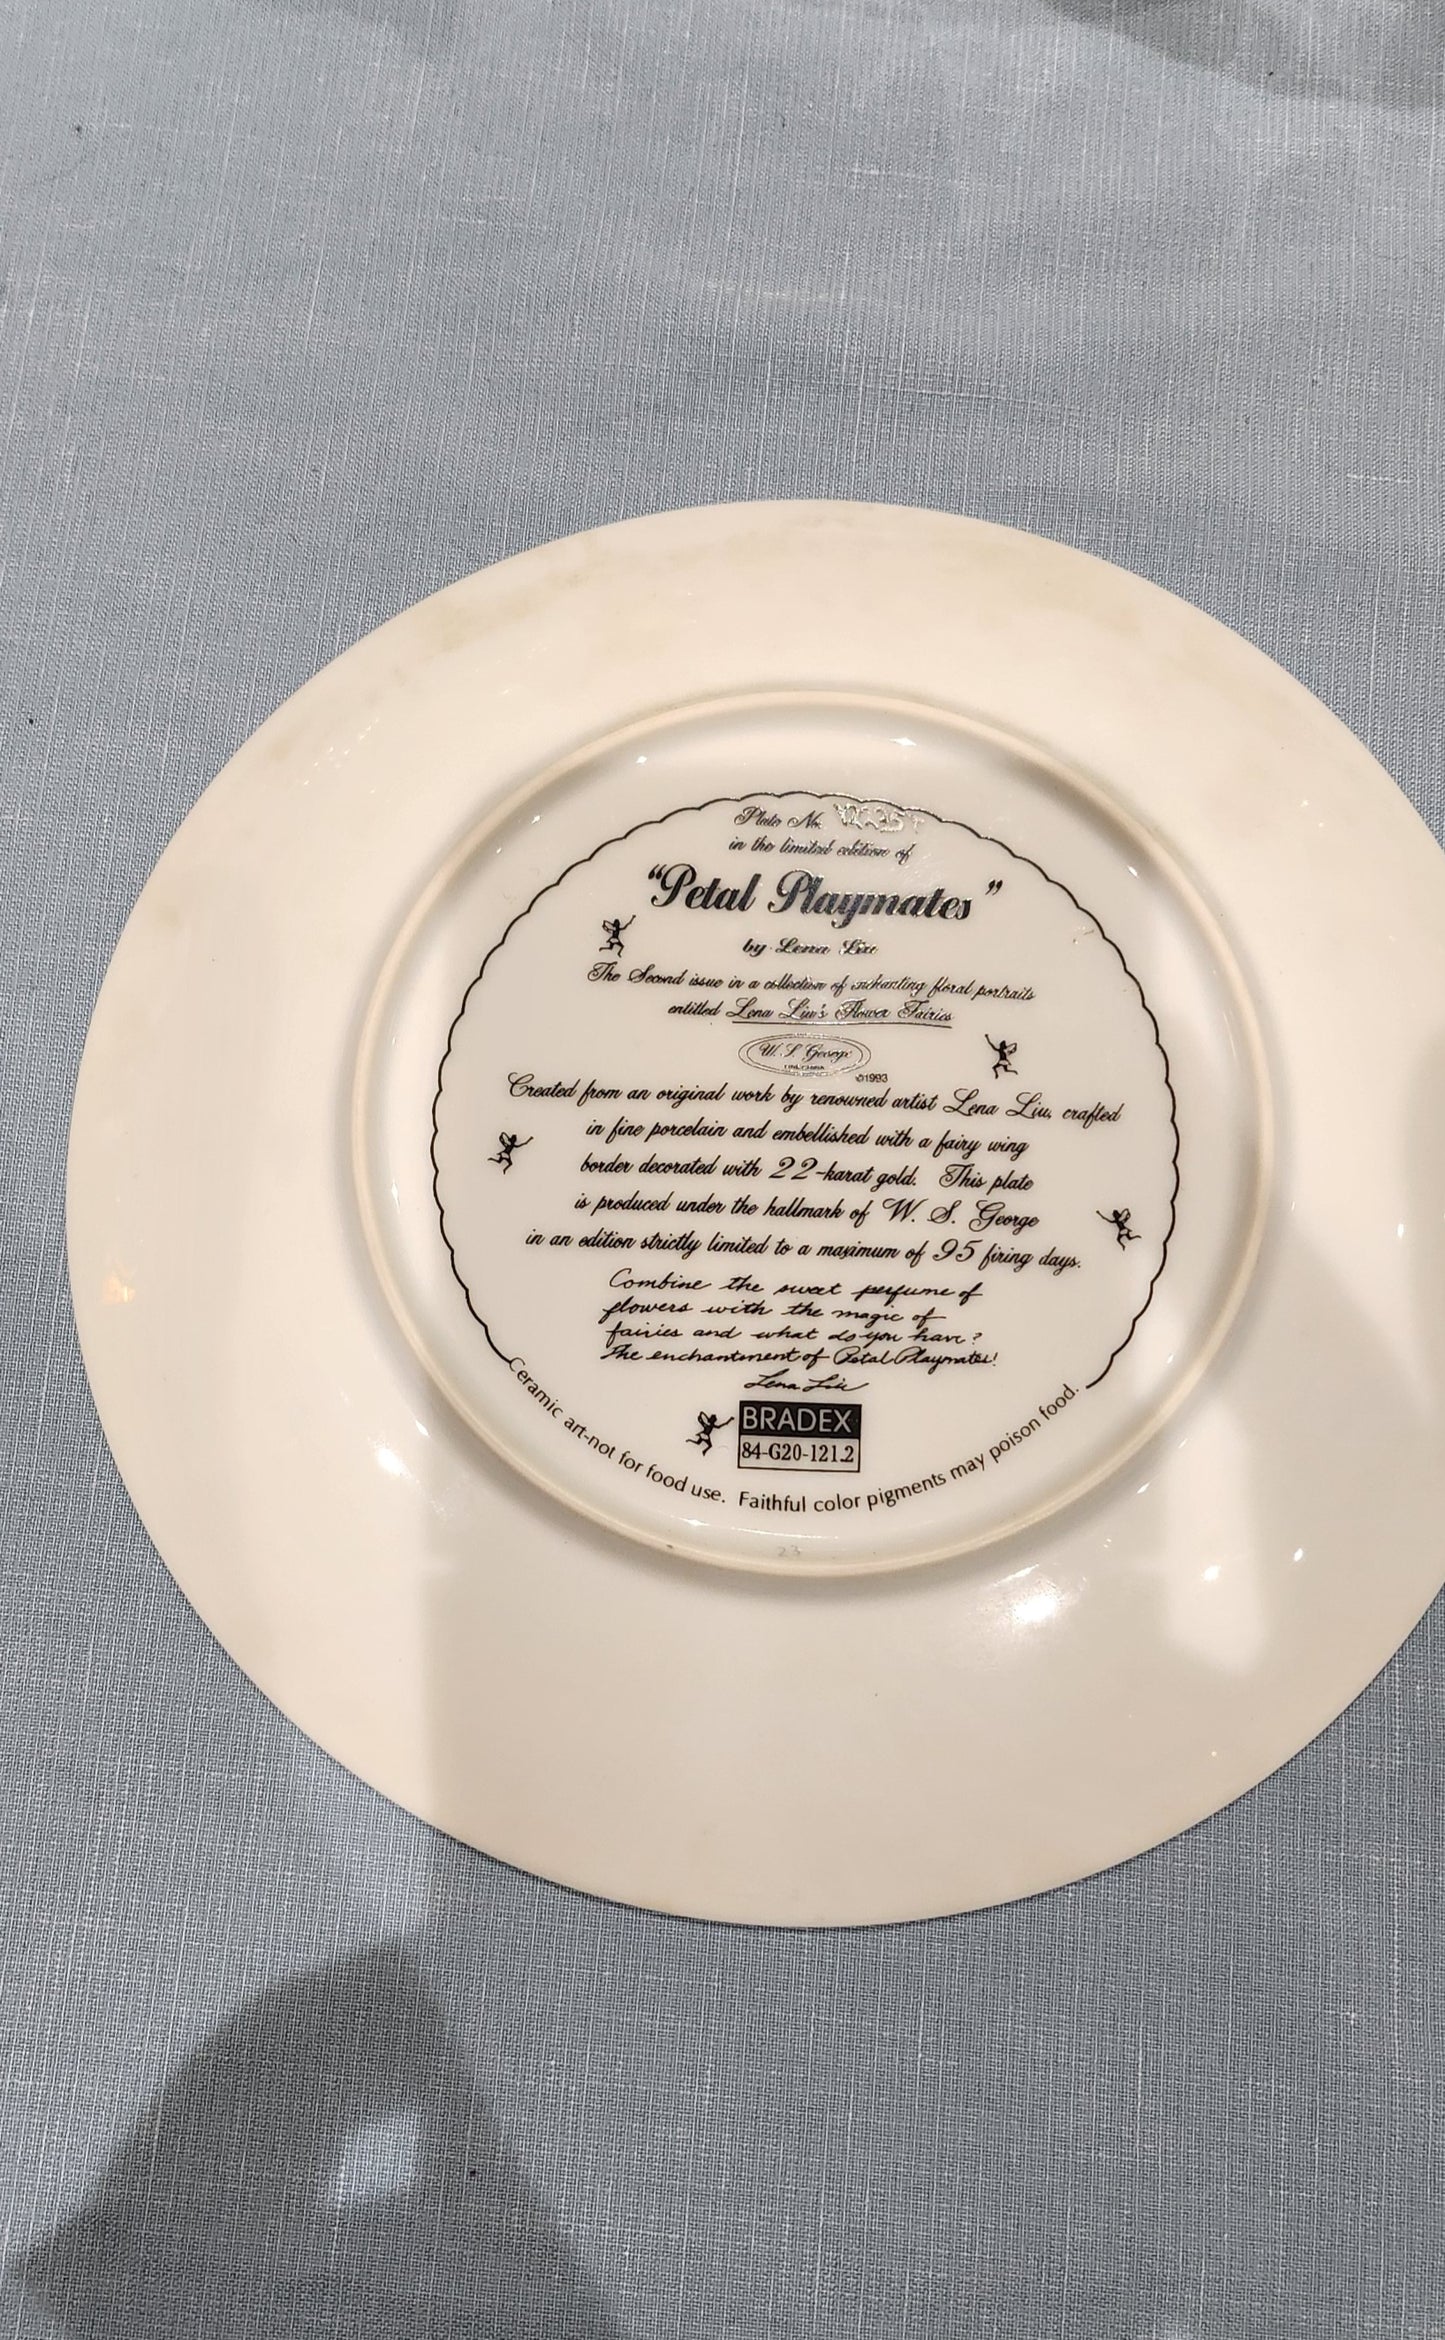 Plate No.
in the limited edition of
"Petal Playmates"
by Lena Liu
The Second issue in a collection of enchanting floral portraits
entitled Lena Liu's Flower Fairies
W. S. George
FINE CHINA
©1993
Created from an original work by renowned artist Lena Liu, crafted
in fine porcelain and embellished with a fairy wing
border decorated with 22-karat gold. This plate
is produced under the hallmark of W. S. George
in an edition strictly limited to a maximum of 95 firing days.
Combine the sweet perfume of
flowers with the magic of
fairies and what do you have?
The enchantment of Petal Playmates!
Lena Liu
BRADEX
84-G20-121.2
Ceramic art-not for food use. Faithful color pigments may poison food.
23